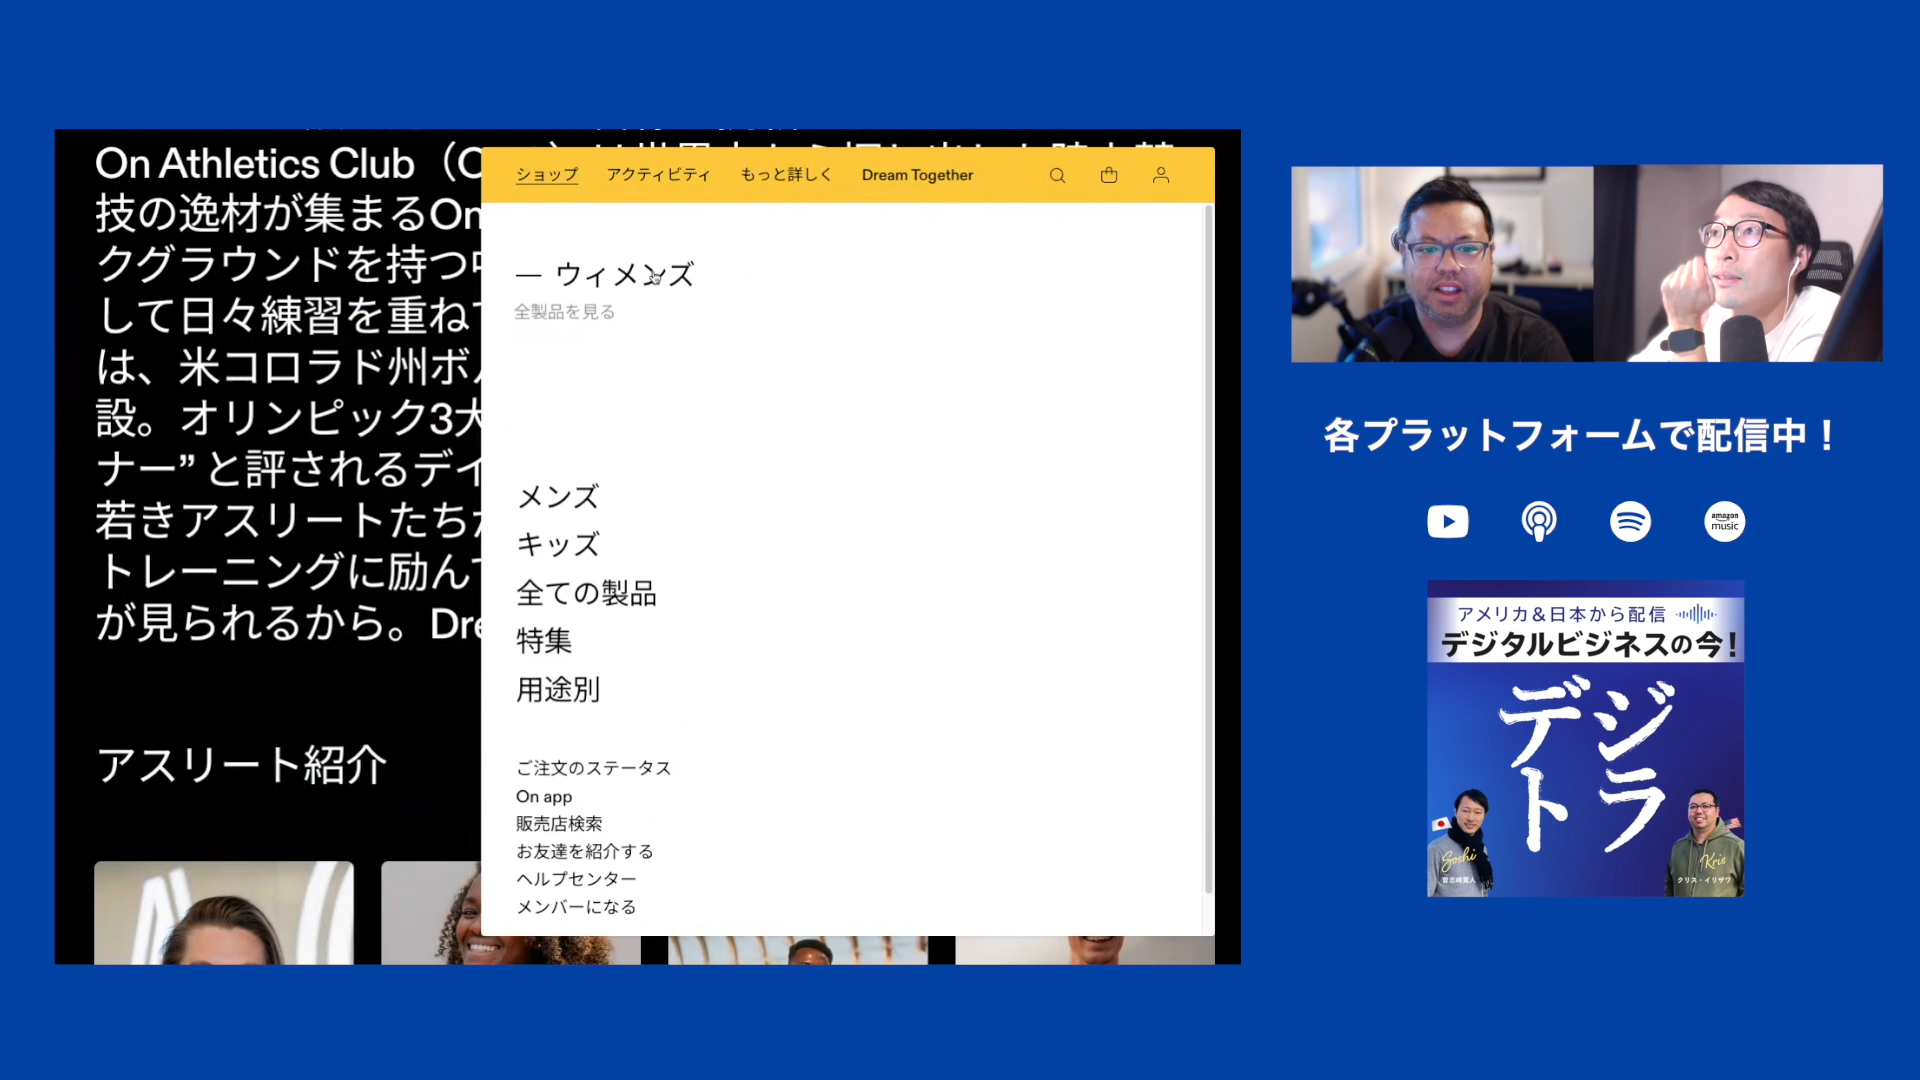 On Athletics Club（O
技の逸材が集まるOn
クグラウンドを持つ
して日々練習を重ね
は、米コロラド州ボ
設。オリンピック3大
ナー”と評されるデイ
若きアスリートたち
トレーニングに励ん
が見られるから。Dre
アスリート紹介
ショップ アクティビティ もっと詳しく Dream Together
— ウィメンズ
全製品を見る
メンズ
キッズ
全ての製品
特集
用途別
ご注文のステータス
On app
販売店検索
お友達を紹介する
ヘルプセンター
メンバーになる
各プラットフォームで配信中！
amazon
music
アメリカ＆日本から配信
デジタルビジネスの今！
デジ
トラ
Soshi
Kris
クリス・イリザワ